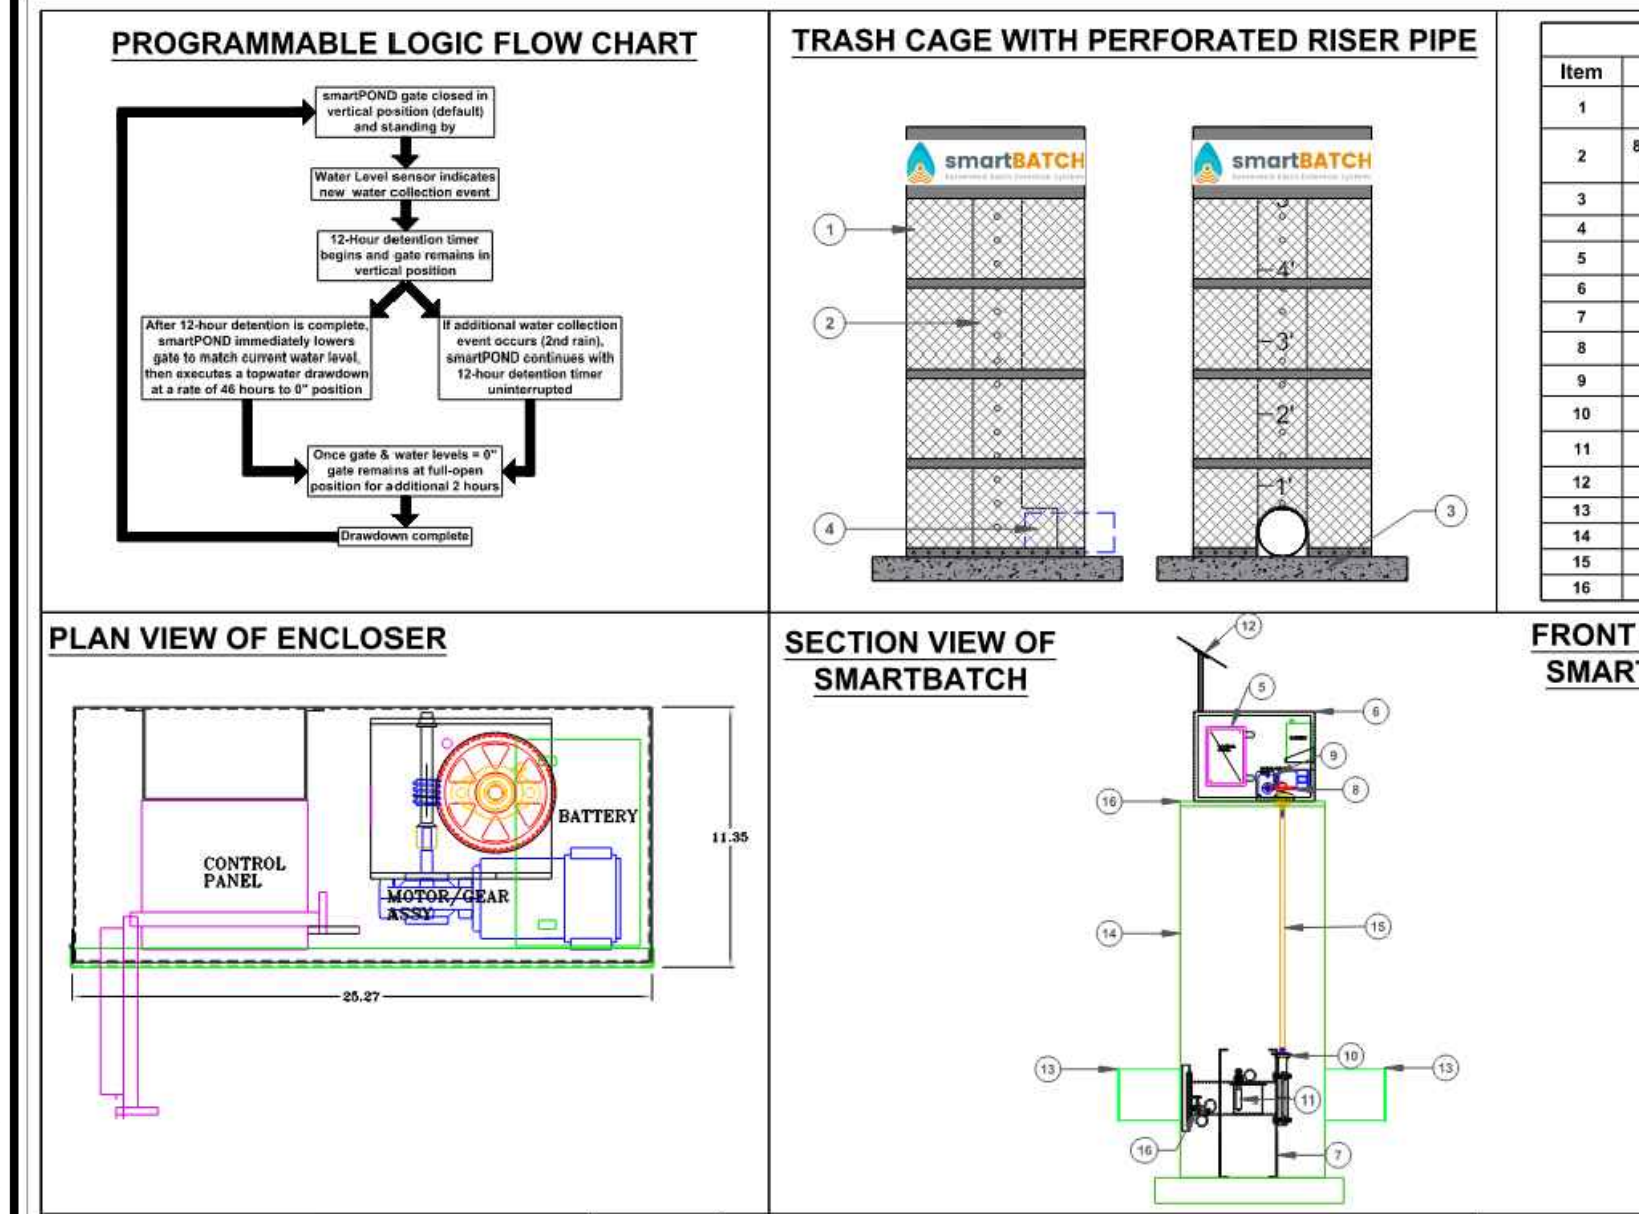 PROGRAMMABLE LOGIC FLOW CHART
smartPOND gate closed in
vertical position (default)
and standing by
Water Level sensor indicates
new water collection event
12-Hour detention timer
begins and gate remains in
vertical position
After 12-hour detention is complete,
smartPOND immediately lowers
gate to match current water level,
then executes a topwater drawdown
at a rate of 46 hours to 0" position
If additional water collection
event occurs (2nd rain),
smartPOND continues with
12-hour detention timer
uninterrupted
Once gate & water levels = 0"
gate remains at full-open
position for additional 2 hours
Drawdown complete
TRASH CAGE WITH PERFORATED RISER PIPE
smartBATCH
smartBATCH
1
2
4
4'
3'
2'
1'
3
Item
1
2
8
3
4
5
6
7
8
9
10
11
12
13
14
15
16
PLAN VIEW OF ENCLOSER
CONTROL
PANEL
BATTERY
MOTOR/GEAR
ASSY
11.35
25.27
SECTION VIEW OF
SMARTBATCH
12
5
6
9
8
16
14
15
10
13
13
11
16
7
FRONT
SMART